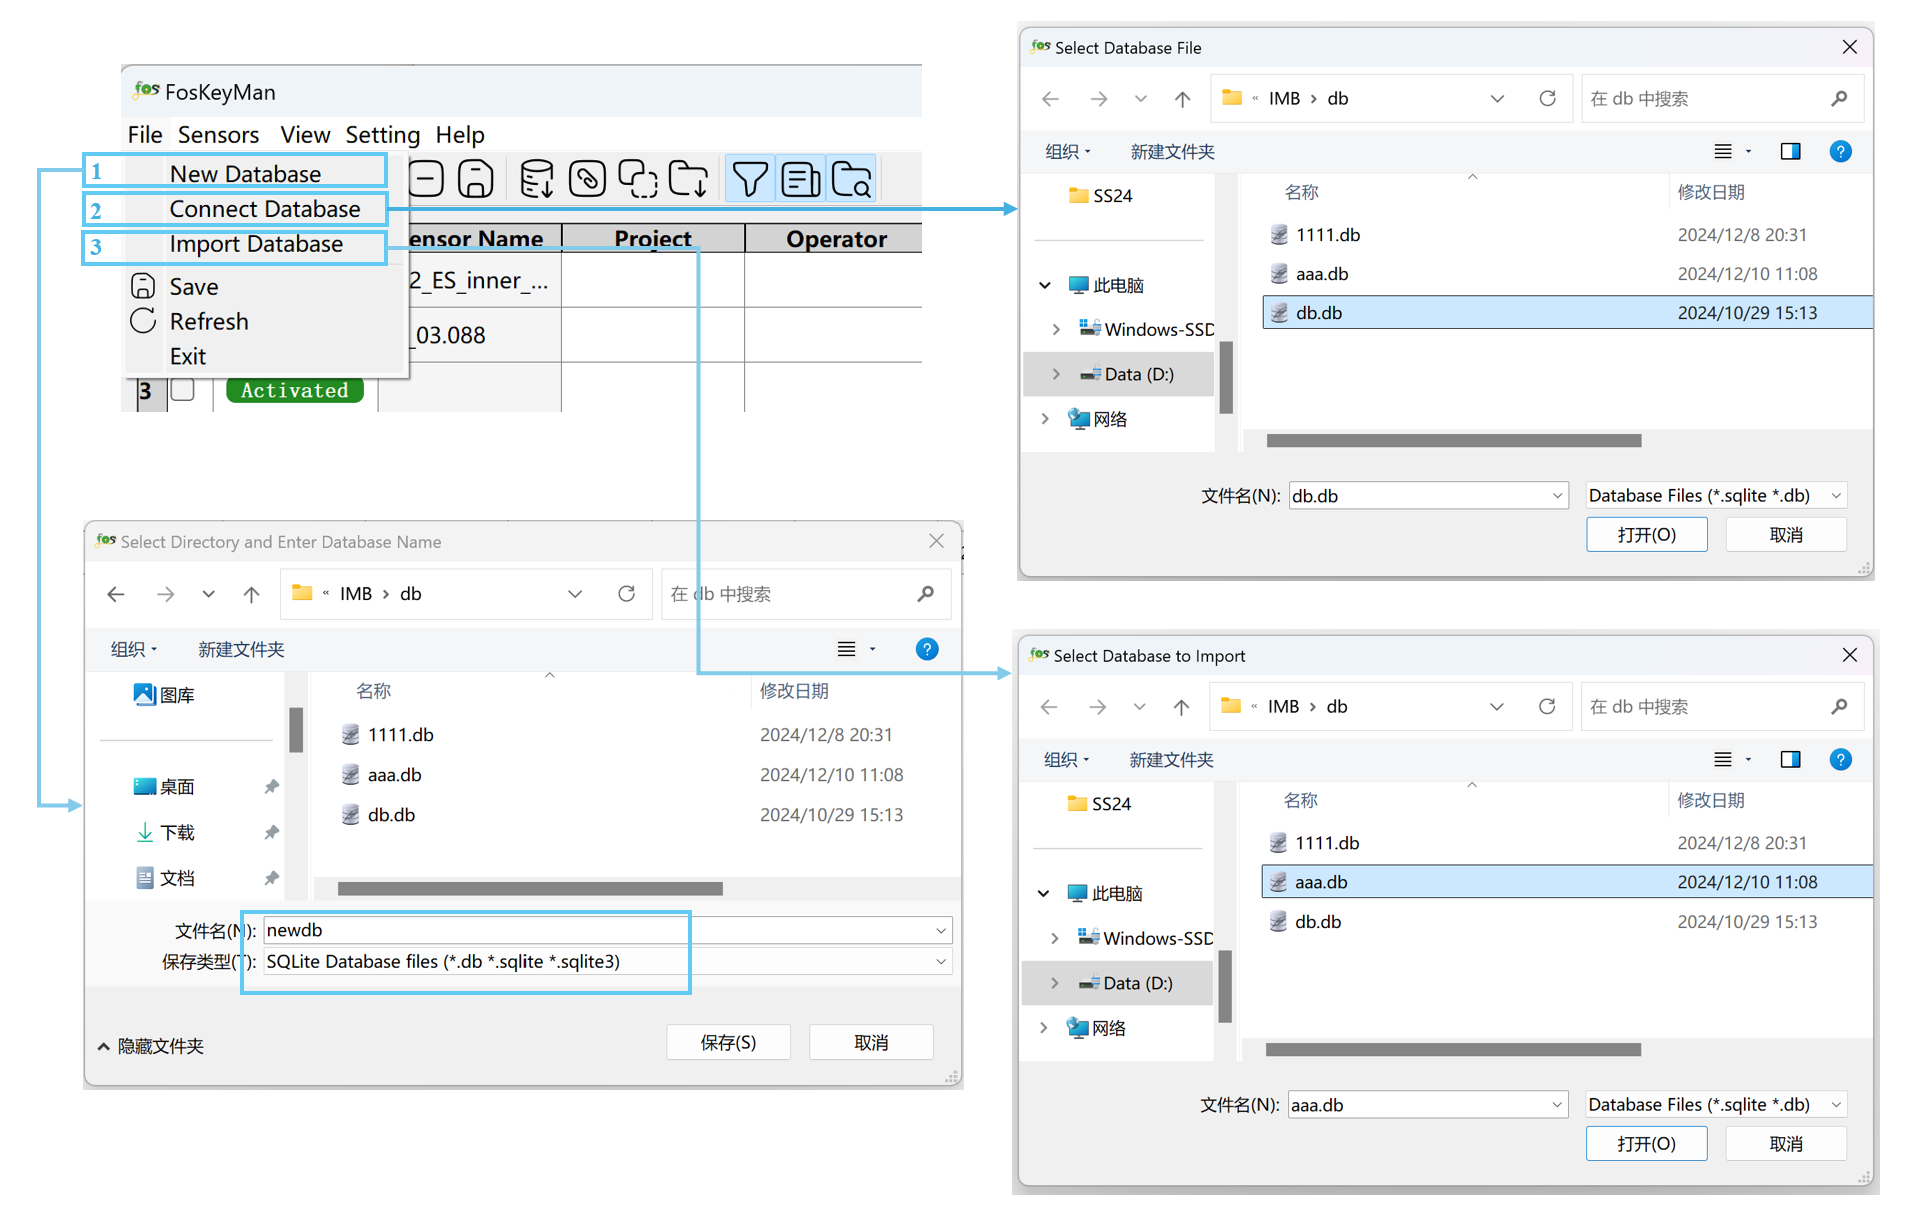 FosKeyMan
File Sensors View Setting Help
1 New Database
2 Connect Database
3 Import Database
Save
Refresh
Exit
ensor Name Project Operator
2_ES_inner_...
_03.088
3 Activated
Select Database File
« IMB > db
在 db 中搜索
组织 新建文件夹
SS24
此电脑
Windows-SSD
Data (D:)
网络
名称 修改日期
1111.db 2024/12/8 20:31
aaa.db 2024/12/10 11:08
db.db 2024/10/29 15:13
文件名(N): db.db Database Files (*.sqlite *.db)
打开(O) 取消
Select Directory and Enter Database Name
« IMB > db
在 db 中搜索
组织 新建文件夹
图库
桌面
下载
文档
名称 修改日期
1111.db 2024/12/8 20:31
aaa.db 2024/12/10 11:08
db.db 2024/10/29 15:13
文件名(N): newdb
保存类型(T): SQLite Database files (*.db *.sqlite *.sqlite3)
隐藏文件夹 保存(S) 取消
Select Database to Import
« IMB > db
在 db 中搜索
组织 新建文件夹
SS24
此电脑
Windows-SSD
Data (D:)
网络
名称 修改日期
1111.db 2024/12/8 20:31
aaa.db 2024/12/10 11:08
db.db 2024/10/29 15:13
文件名(N): aaa.db Database Files (*.sqlite *.db)
打开(O) 取消